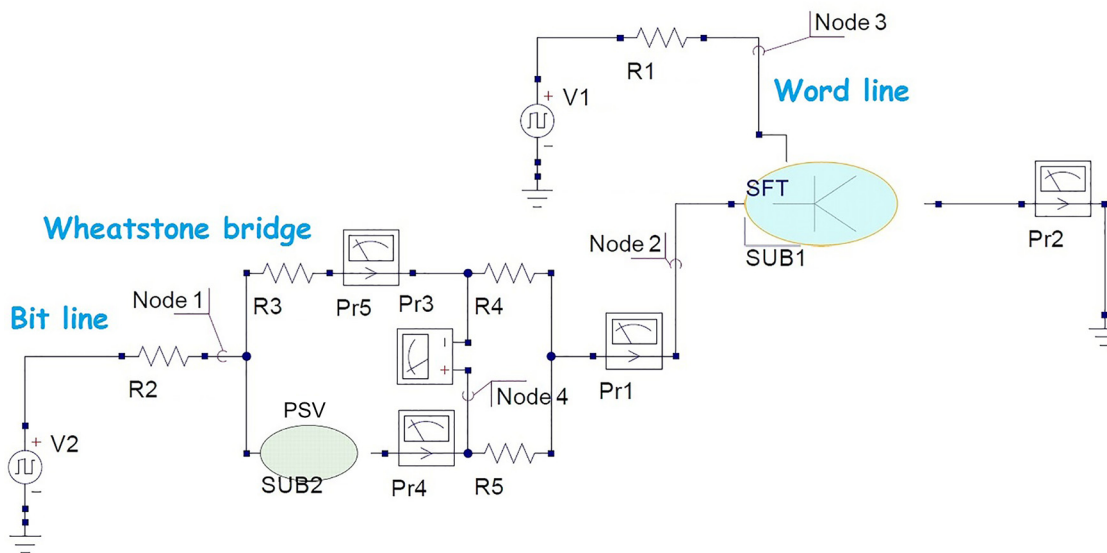 Node 3
R1
V1
Word line
SFT
Pr2
Node 2
SUB1
Wheatstone bridge
Node 1
R3
Pr5
Pr3
R4
Bit line
R2
Node 4
Pr1
PSV
V2
SUB2
Pr4
R5